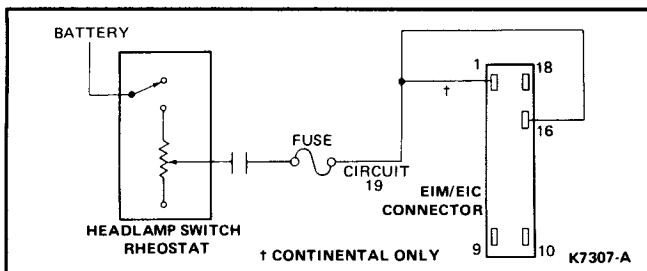 BATTERY
1
18
†
16
FUSE
CIRCUIT
19
EIM/EIC
CONNECTOR
HEADLAMP SWITCH
RHEOSTAT
9
10
† CONTINENTAL ONLY
K7307-A